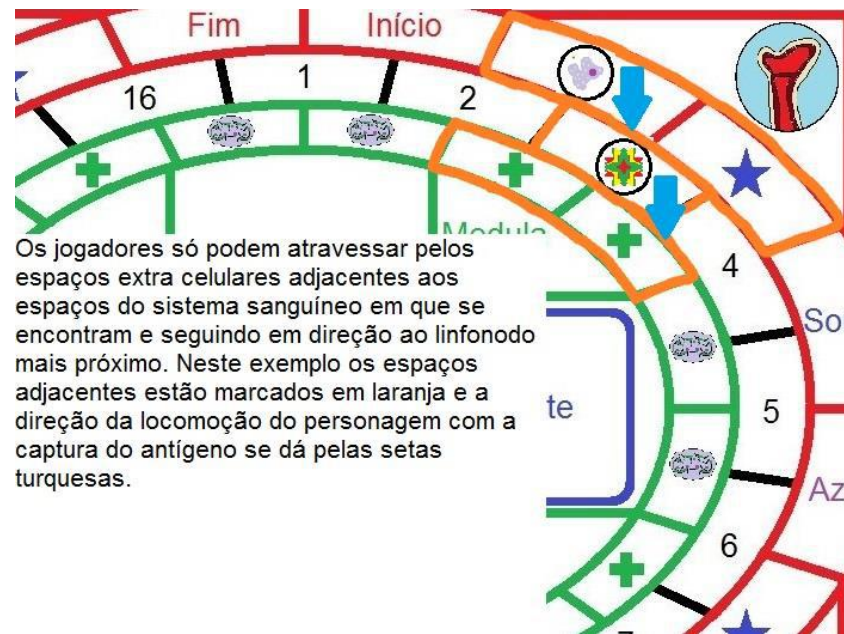 Fim
Início
16
1
2
Medula
4
So
te
5
Az
6
Os jogadores só podem atravessar pelos
espaços extra celulares adjacentes aos
espaços do sistema sanguíneo em que se
encontram e seguindo em direção ao linfonodo
mais próximo. Neste exemplo os espaços
adjacentes estão marcados em laranja e a
direção da locomoção do personagem com a
captura do antígeno se dá pelas setas
turquesas.